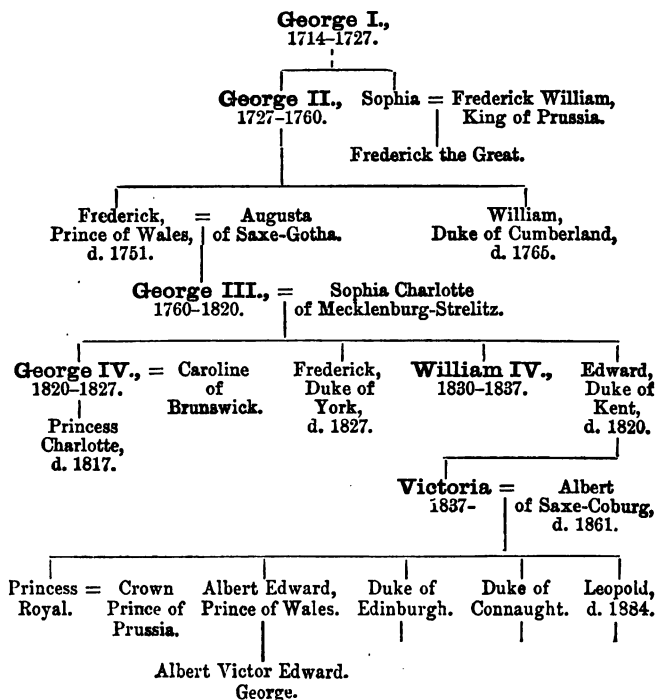 George I.,
1714–1727.
George II.,
1727–1760.
Sophia = Frederick William,
King of Prussia.
Frederick the Great.
Frederick,
Prince of Wales,
d. 1751.
=
Augusta
of Saxe-Gotha.
William,
Duke of Cumberland,
d. 1765.
George III.,
1760–1820.
=
Sophia Charlotte
of Mecklenburg-Strelitz.
George IV.,
1820–1827.
=
Caroline
of
Brunswick.
Frederick,
Duke of
York,
d. 1827.
William IV.,
1830–1837.
Edward,
Duke of
Kent,
d. 1820.
Princess
Charlotte,
d. 1817.
Victoria
1837–
=
Albert
of Saxe-Coburg,
d. 1861.
Princess
Royal.
=
Crown
Prince of
Prussia.
Albert Edward,
Prince of Wales.
Duke of
Edinburgh.
Duke of
Connaught.
Leopold,
d. 1884.
Albert Victor Edward.
George.